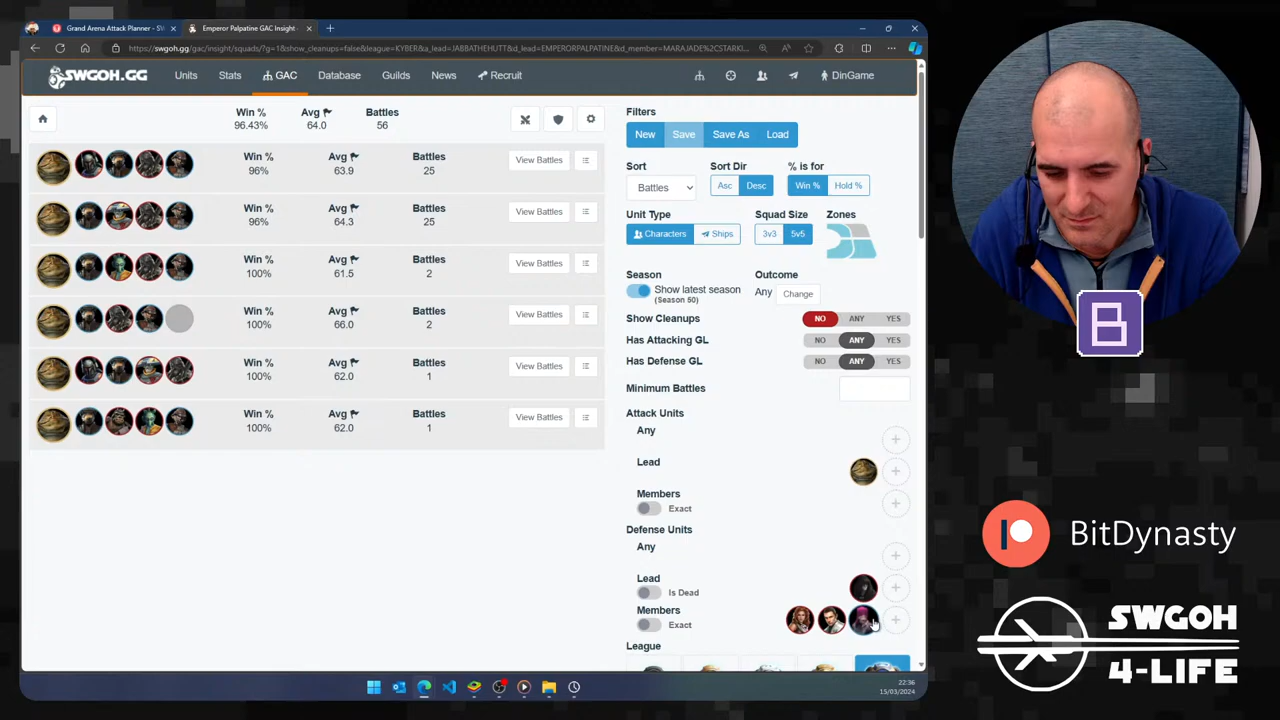 Grand Arena Attack Planner - SW
Emperor Palpatine GAC Insight -
https://swgoh.gg/gac/insight/squads/?g=1&show_cleanups=false&league=KYBER&a_lead=JABBATHEHUTT&d_lead=EMPERORPALPATINE&d_member=MARAJADE%2CSTARKI...
SWGOH.GG Units Stats GAC Database Guilds News Recruit DinGame
Win % Avg Battles
96.43% 64.0 56
Win % Avg Battles View Battles
96% 63.9 25
Win % Avg Battles View Battles
96% 64.3 25
Win % Avg Battles View Battles
100% 61.5 2
Win % Avg Battles View Battles
100% 66.0 2
Win % Avg Battles View Battles
100% 62.0 1
Win % Avg Battles View Battles
100% 62.0 1
Filters
New Save Save As Load
Sort Sort Dir % is for
Battles Asc Desc Win % Hold %
Unit Type Squad Size Zones
Characters Ships 3v3 5v5
Season Outcome
Show latest season
(Season 50)
Any Change
Show Cleanups NO ANY YES
Has Attacking GL NO ANY YES
Has Defense GL NO ANY YES
Minimum Battles
Attack Units
Any
Lead
Members
Exact
Defense Units
Any
Lead
Is Dead
Members
Exact
League
22:36
15/03/2024
B
BitDynasty
SWGOH
4-LIFE